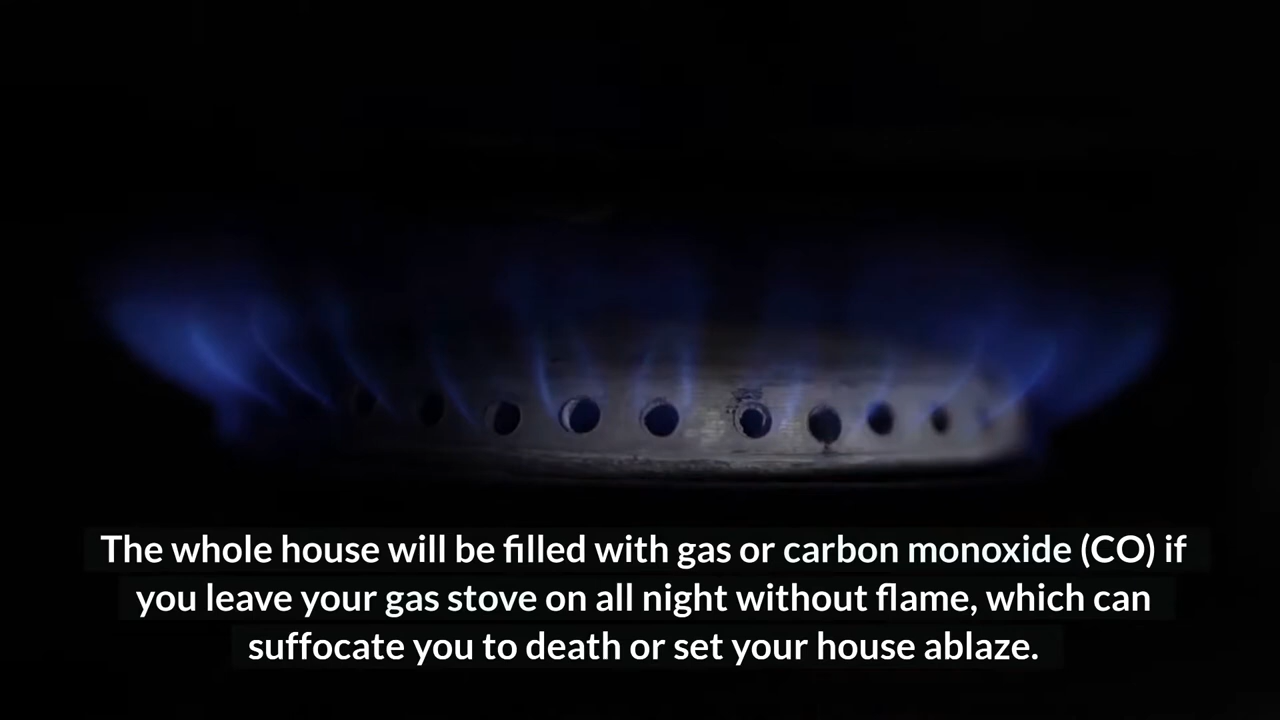 The whole house will be filled with gas or carbon monoxide (CO) if
you leave your gas stove on all night without flame, which can
suffocate you to death or set your house ablaze.